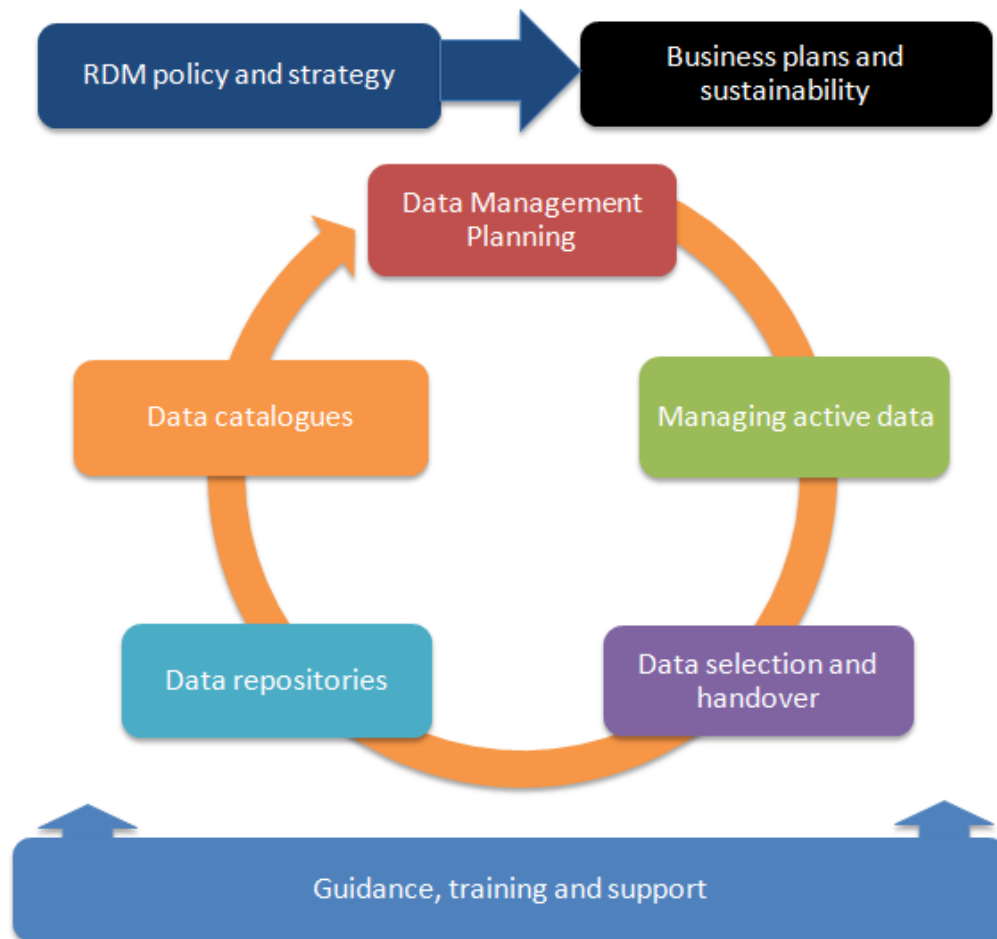 RDM policy and strategy
Business plans and
sustainability
Data Management
Planning
Data catalogues
Managing active data
Data repositories
Data selection and
handover
Guidance, training and support